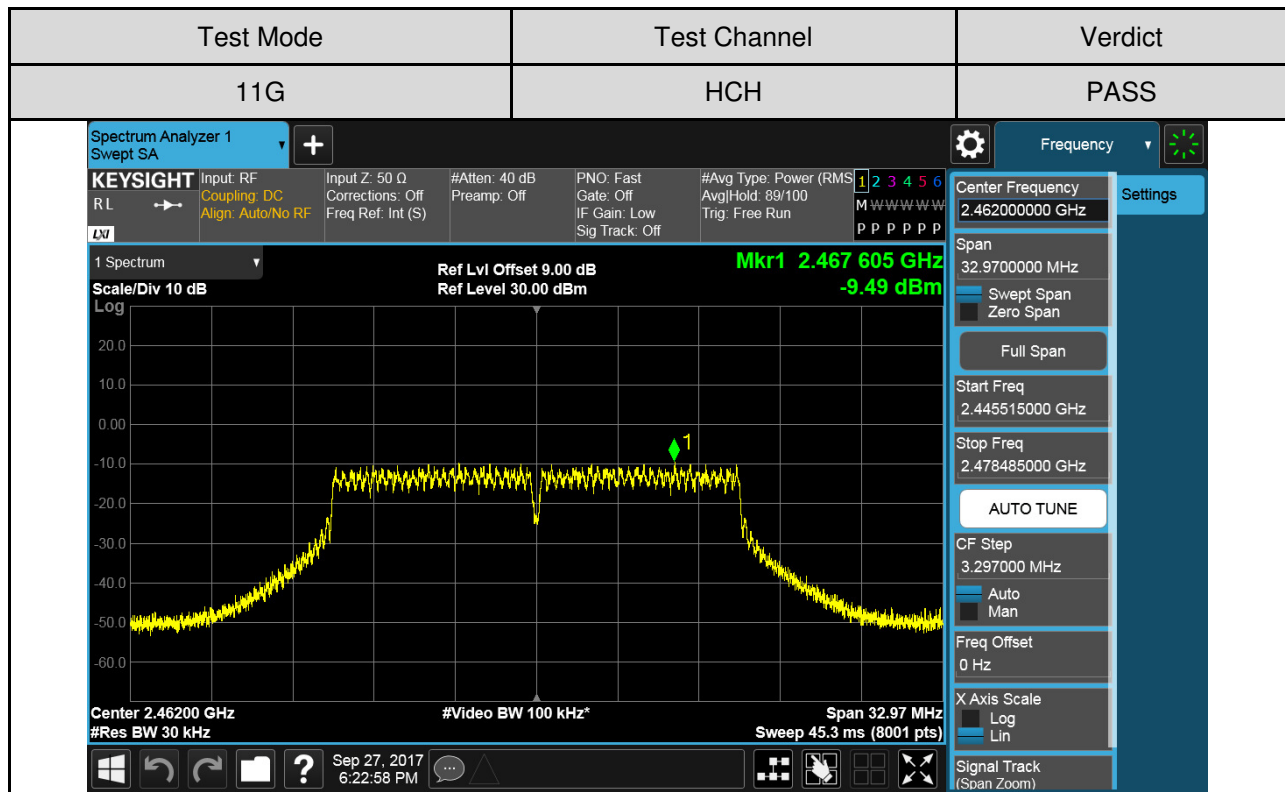 Test Mode Test Channel Verdict
11G HCH PASS
Spectrum Analyzer 1
Swept SA
+
Frequency
KEYSIGHT
R L
LXI
Input: RF
Coupling: DC
Align: Auto/No RF
Input Z: 50 Ω
Corrections: Off
Freq Ref: Int (S)
#Atten: 40 dB
Preamp: Off
PNO: Fast
Gate: Off
IF Gain: Low
Sig Track: Off
#Avg Type: Power (RMS
Avg|Hold: 89/100
Trig: Free Run
1 2 3 4 5 6
M W W W W W
P P P P P P
1 Spectrum
Scale/Div 10 dB
Log
Ref Lvl Offset 9.00 dB
Ref Level 30.00 dBm
Mkr1 2.467 605 GHz
-9.49 dBm
20.0
10.0
0.00
-10.0
-20.0
-30.0
-40.0
-50.0
-60.0
1
Center 2.46200 GHz
#Res BW 30 kHz
#Video BW 100 kHz*
Span 32.97 MHz
Sweep 45.3 ms (8001 pts)
Center Frequency
2.462000000 GHz
Settings
Span
32.9700000 MHz
Swept Span
Zero Span
Full Span
Start Freq
2.445515000 GHz
Stop Freq
2.478485000 GHz
AUTO TUNE
CF Step
3.297000 MHz
Auto
Man
Freq Offset
0 Hz
X Axis Scale
Log
Lin
Signal Track
(Span Zoom)
?
Sep 27, 2017
6:22:58 PM